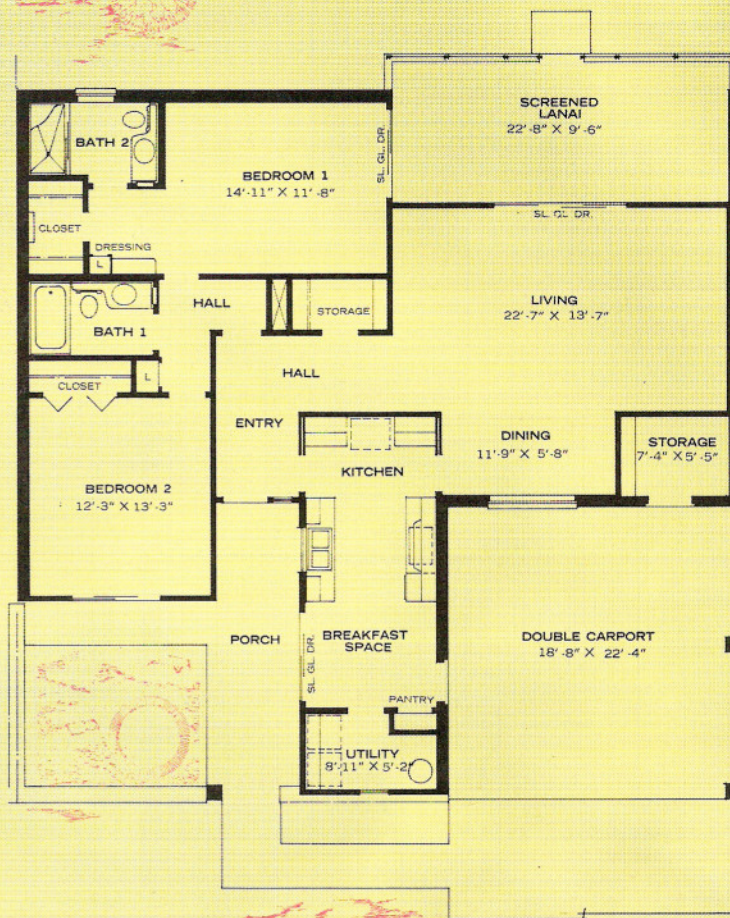 SCREENED
LANAI
22'-8" X 9'-6"
BATH 2
BEDROOM 1
14'-11" X 11'-8"
SL. GL. DR.
SL. GL. DR.
CLOSET
DRESSING
L
HALL
STORAGE
LIVING
22'-7" X 13'-7"
BATH 1
CLOSET
L
HALL
ENTRY
DINING
11'-9" X 5'-8"
STORAGE
7'-4" X 5'-5"
KITCHEN
BEDROOM 2
12'-3" X 13'-3"
PORCH
SL. GL. DR.
BREAKFAST
SPACE
DOUBLE CARPORT
18'-8" X 22'-4"
PANTRY
UTILITY
8'-11" X 5'-2"